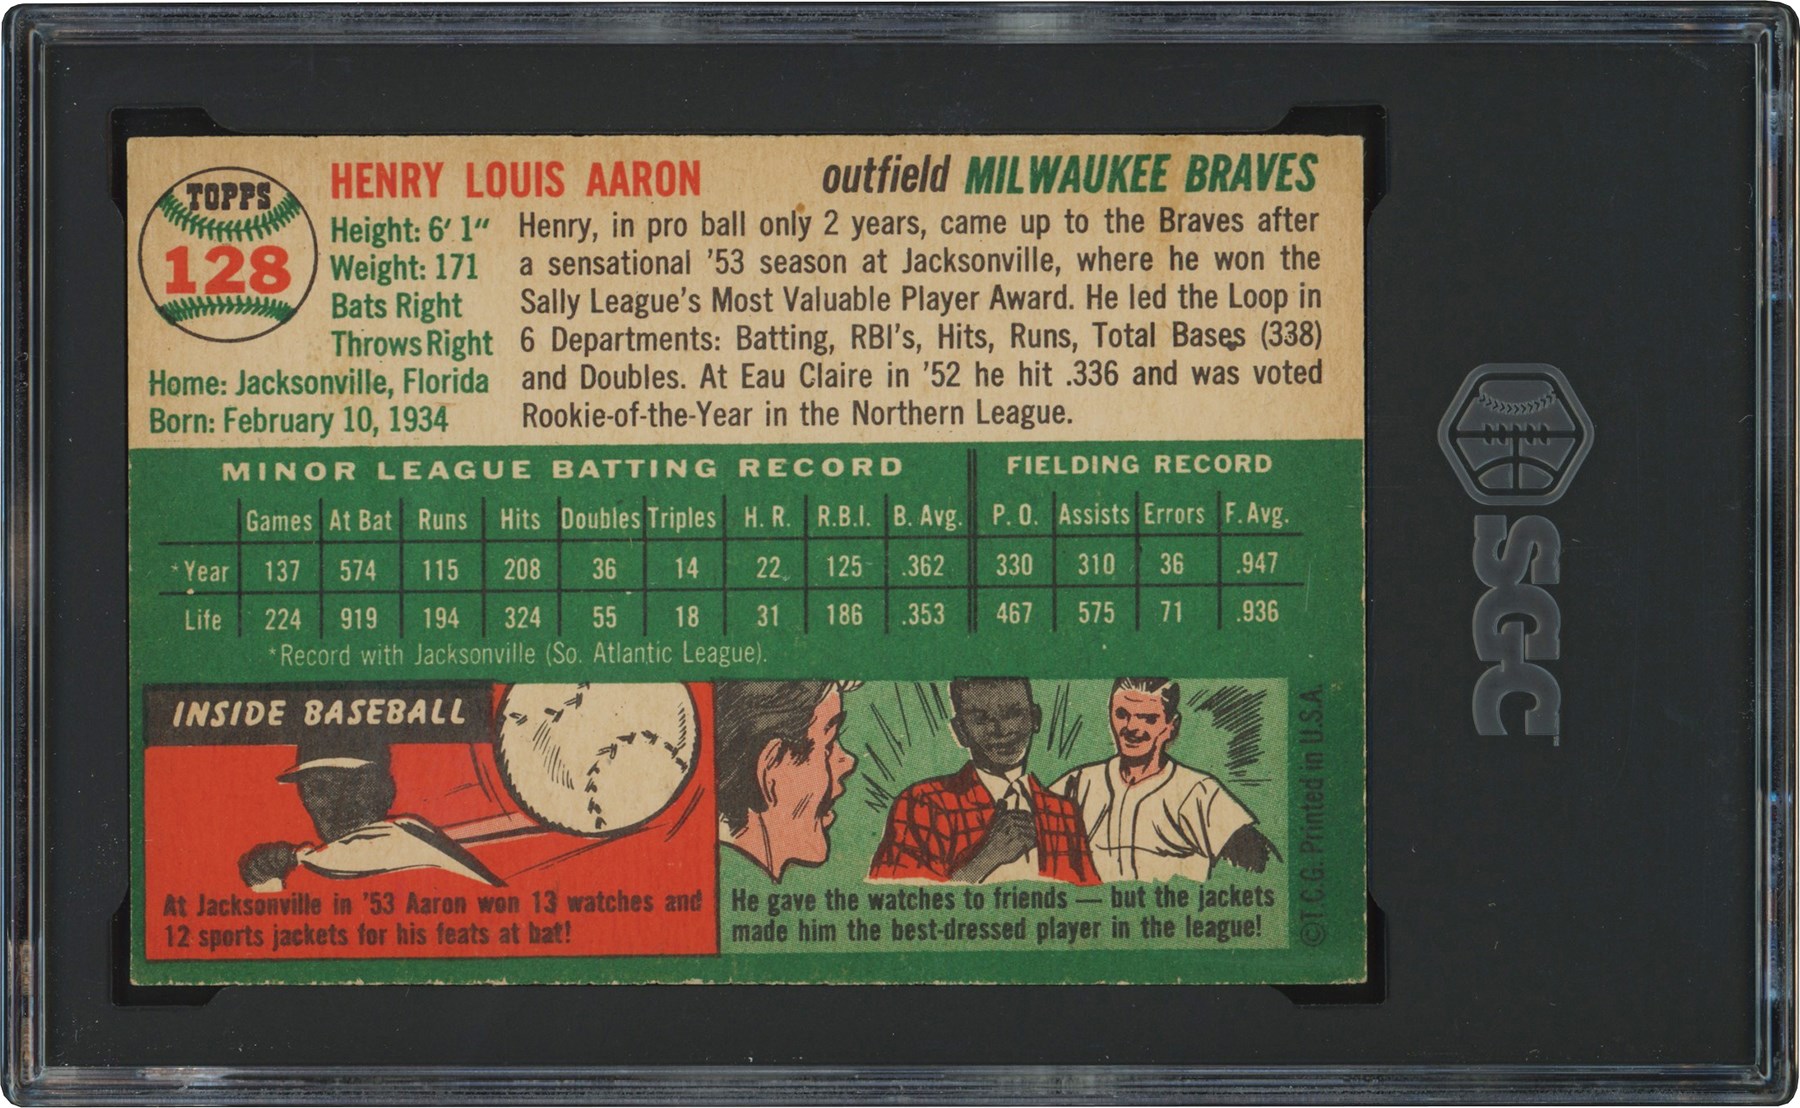 TOPPS
128
HENRY LOUIS AARON
outfield MILWAUKEE BRAVES
Height: 6' 1"
Weight: 171
Bats Right
Throws Right
Home: Jacksonville, Florida
Born: February 10, 1934
Henry, in pro ball only 2 years, came up to the Braves after
a sensational '53 season at Jacksonville, where he won the
Sally League's Most Valuable Player Award. He led the Loop in
6 Departments: Batting, RBI's, Hits, Runs, Total Bases (338)
and Doubles. At Eau Claire in '52 he hit .336 and was voted
Rookie-of-the-Year in the Northern League.
MINOR LEAGUE BATTING RECORD FIELDING RECORD
Games At Bat Runs Hits Doubles Triples H. R. R.B.I. B. Avg. P. O. Assists Errors F. Avg.
*Year 137 574 115 208 36 14 22 125 .362 330 310 36 .947
Life 224 919 194 324 55 18 31 186 .353 467 575 71 .936
*Record with Jacksonville (So. Atlantic League).
INSIDE BASEBALL
At Jacksonville in '53 Aaron won 13 watches and
12 sports jackets for his feats at bat!
He gave the watches to friends — but the jackets
made him the best-dressed player in the league!
©T.C.G. Printed in U.S.A.
SGC™